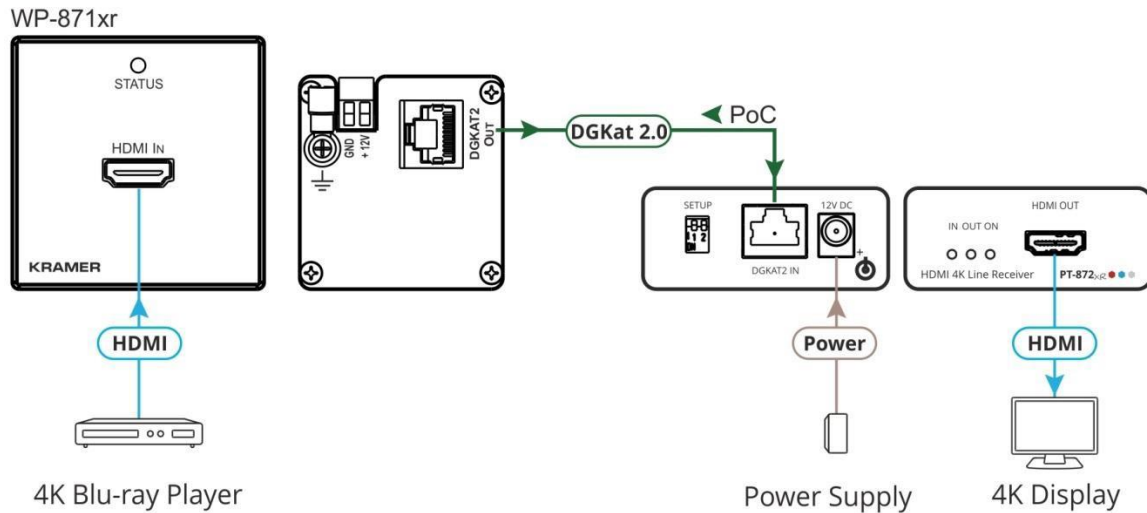 WP-871xr
STATUS
HDMI IN
KRAMER
GND
+ 12V
DGKAT2
OUT
DGKat 2.0
PoC
SETUP
1 2
ON
12V DC
+
DGKAT2 IN
HDMI OUT
IN OUT ON
HDMI 4K Line Receiver
PT-872XR
HDMI
Power
HDMI
4K Blu-ray Player
Power Supply
4K Display